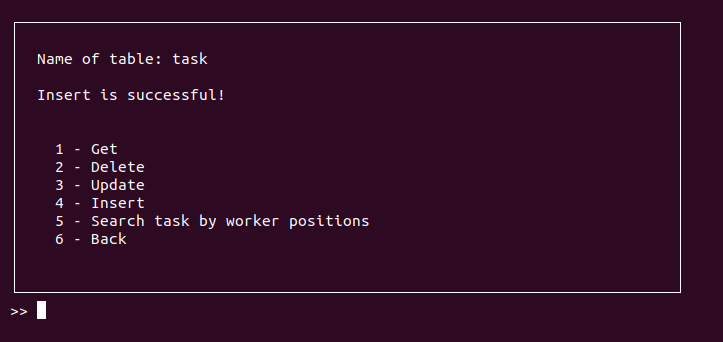 Name of table: task
Insert is successful!
1 - Get
2 - Delete
3 - Update
4 - Insert
5 - Search task by worker positions
6 - Back
>>